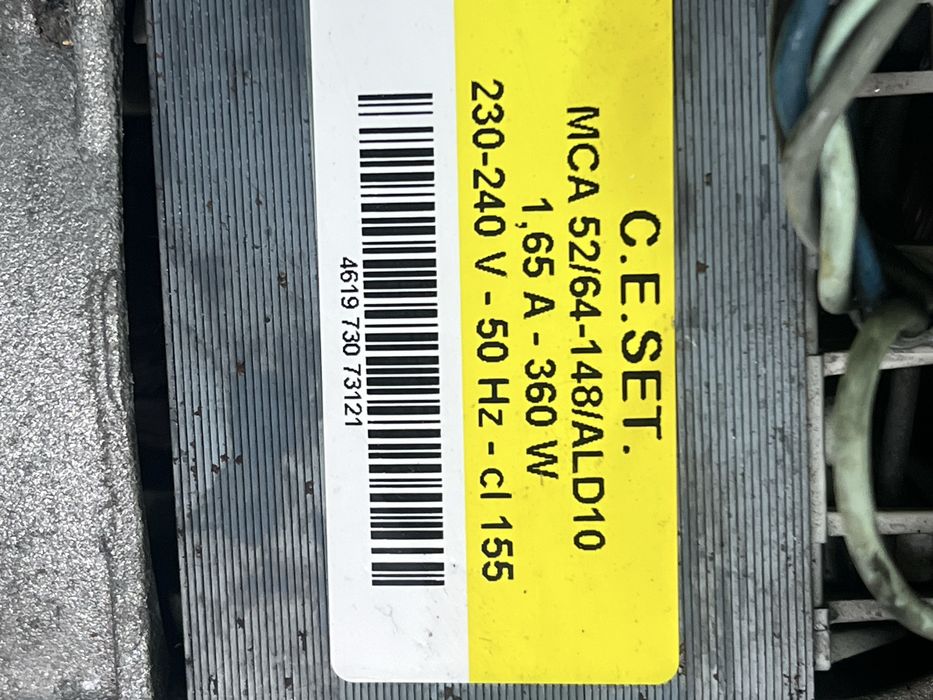 C.E.SET.
MCA 52/64-148/ALD10
1,65 A - 360 W
230-240 V - 50 Hz - cl 155
4619 730 73121